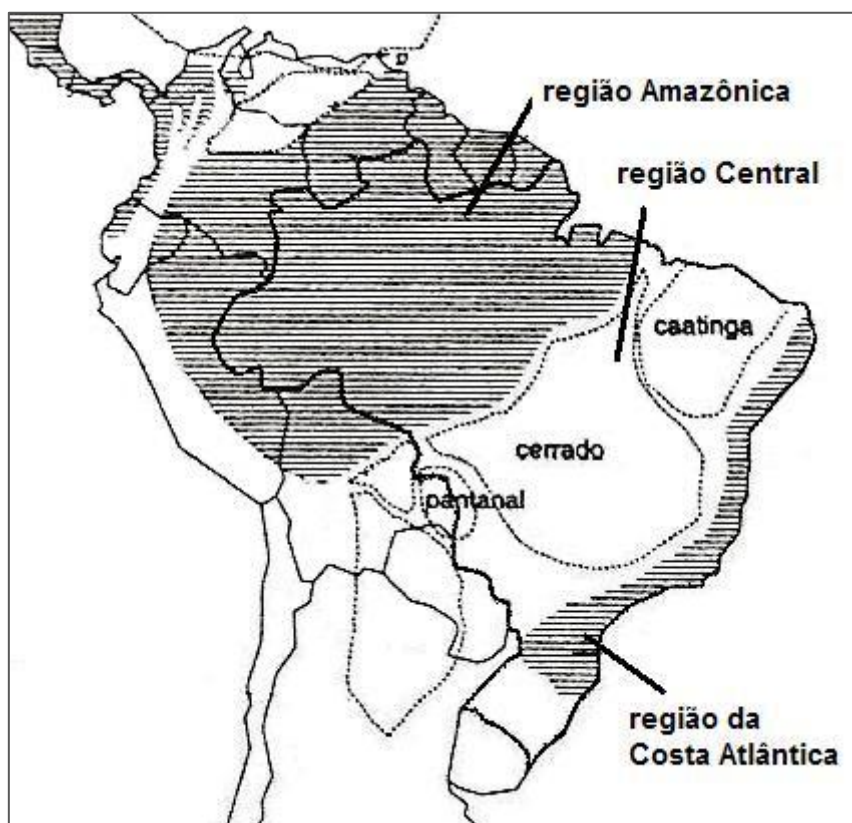 região Amazônica
região Central
caatinga
cerrado
pantanal
região da
Costa Atlântica